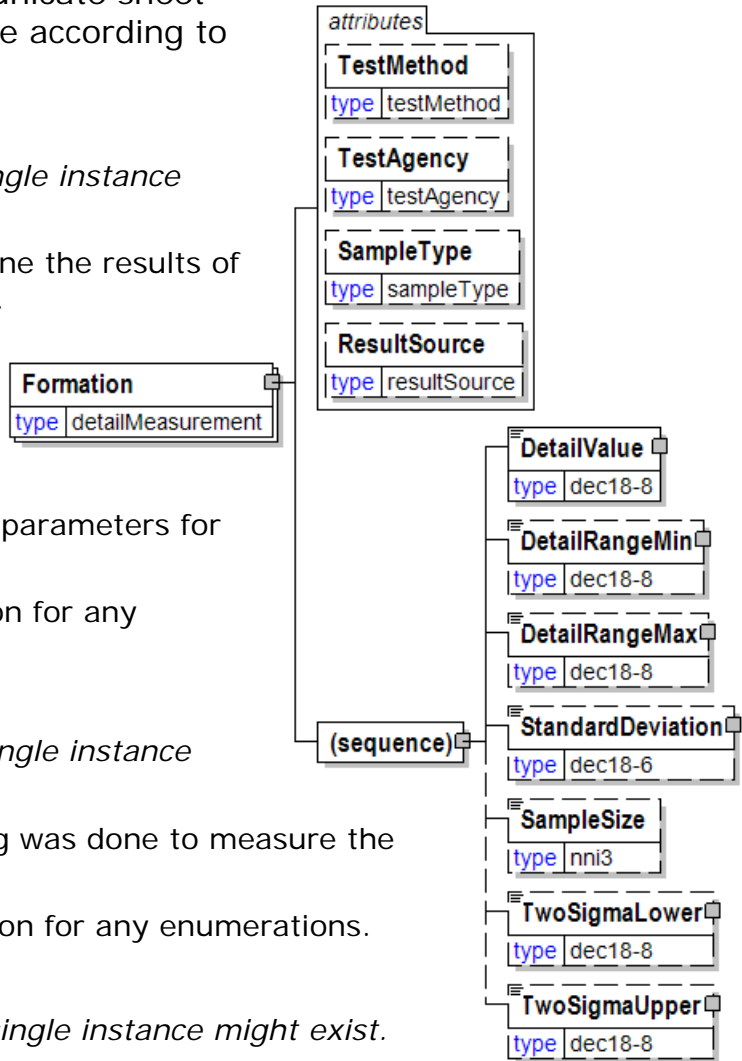 unicate sheet
e according to
ngle instance
ne the results of
.
parameters for
on for any
ngle instance
g was done to measure the
on for any enumerations.
single instance might exist.
Formation
type detailMeasurement
attributes
TestMethod
type testMethod
TestAgency
type testAgency
SampleType
type sampleType
ResultSource
type resultSource
(sequence)
DetailValue
type dec18-8
DetailRangeMin
type dec18-8
DetailRangeMax
type dec18-8
StandardDeviation
type dec18-6
SampleSize
type nni3
TwoSigmaLower
type dec18-8
TwoSigmaUpper
type dec18-8